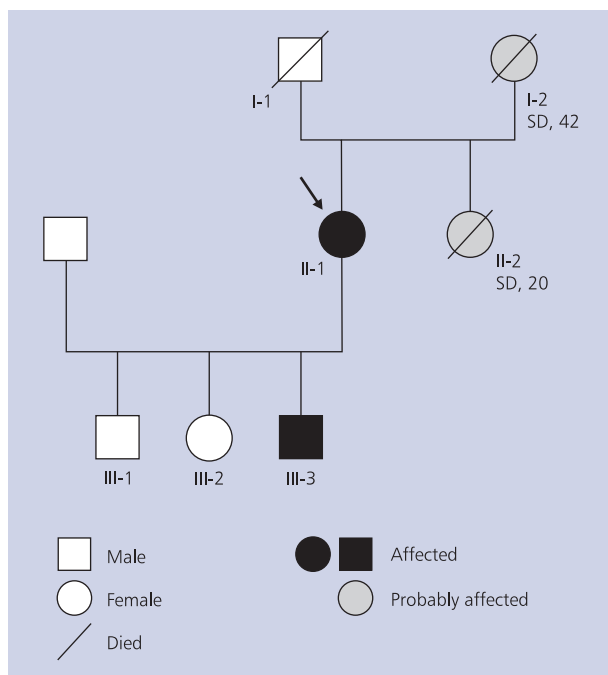 I-1
I-2
SD, 42
II-1
II-2
SD, 20
III-1
III-2
III-3
Male
Affected
Female
Probably affected
Died